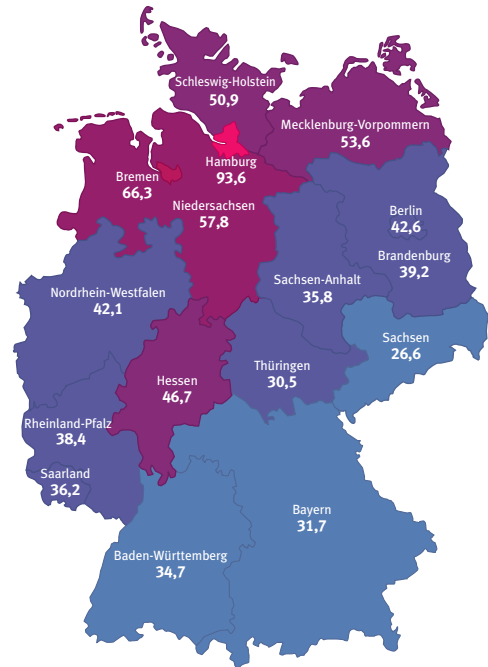 Schleswig-Holstein
50,9
Mecklenburg-Vorpommern
53,6
Hamburg
93,6
Bremen
66,3
Niedersachsen
57,8
Berlin
42,6
Brandenburg
39,2
Sachsen-Anhalt
35,8
Nordrhein-Westfalen
42,1
Sachsen
26,6
Thüringen
30,5
Hessen
46,7
Rheinland-Pfalz
38,4
Saarland
36,2
Bayern
31,7
Baden-Württemberg
34,7